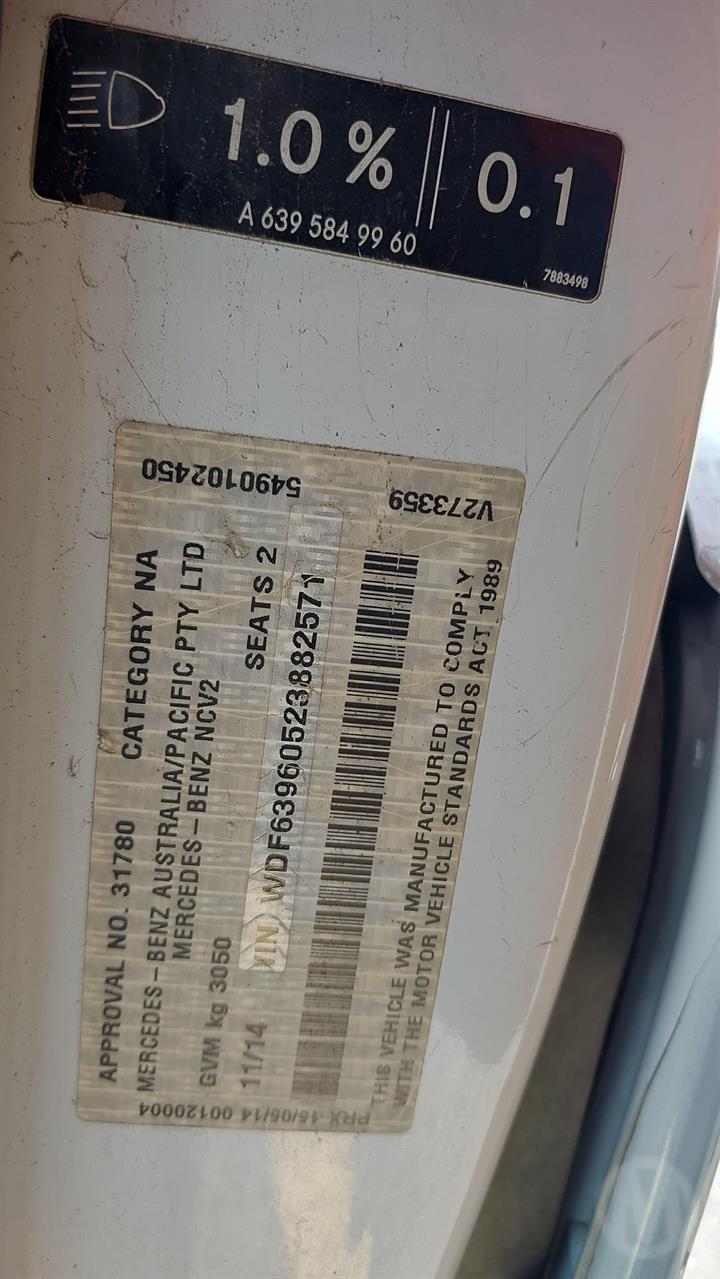 1.0 % 0.1
A 639 584 99 60
7883498
5490102450
V273359
APPROVAL NO. 31780 CATEGORY NA
MERCEDES-BENZ AUSTRALIA/PACIFIC PTY LTD
MERCEDES-BENZ NCV2
GVM kg 3050
11/14 SEATS 2
VIN WDF63960523882571
THIS VEHICLE WAS MANUFACTURED TO COMPLY
WITH THE MOTOR VEHICLE STANDARDS ACT 1989
00120004